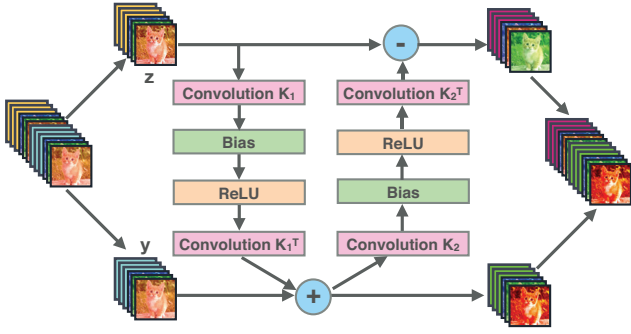 z
-
Convolution K₁
Convolution K₂ᵀ
Bias
ReLU
ReLU
Bias
y
Convolution K₁ᵀ
Convolution K₂
+